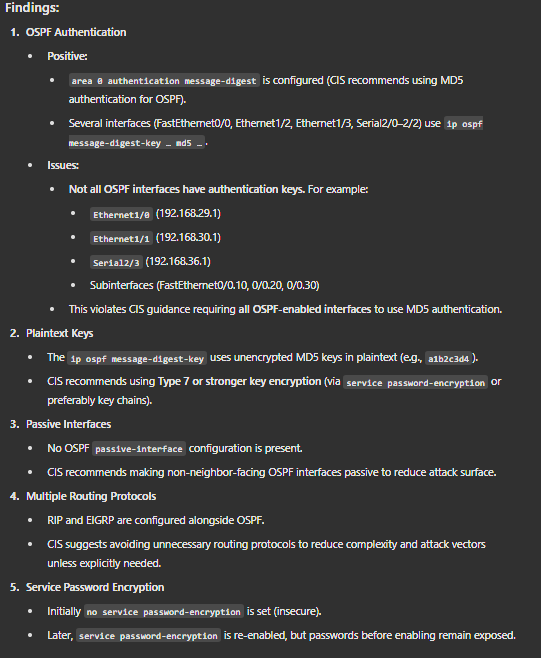 Findings:
1. OSPF Authentication
• Positive:
• area 0 authentication message-digest is configured (CIS recommends using MD5
authentication for OSPF).
• Several interfaces (FastEthernet0/0, Ethernet1/2, Ethernet1/3, Serial2/0–2/2) use ip ospf
message-digest-key … md5 ….
• Issues:
• Not all OSPF interfaces have authentication keys. For example:
• Ethernet1/0 (192.168.29.1)
• Ethernet1/1 (192.168.30.1)
• Serial2/3 (192.168.36.1)
• Subinterfaces (FastEthernet0/0.10, 0/0.20, 0/0.30)
• This violates CIS guidance requiring all OSPF-enabled interfaces to use MD5 authentication.
2. Plaintext Keys
• The ip ospf message-digest-key uses unencrypted MD5 keys in plaintext (e.g., a1b2c3d4).
• CIS recommends using Type 7 or stronger key encryption (via service password-encryption or
preferably key chains).
3. Passive Interfaces
• No OSPF passive-interface configuration is present.
• CIS recommends making non-neighbor-facing OSPF interfaces passive to reduce attack surface.
4. Multiple Routing Protocols
• RIP and EIGRP are configured alongside OSPF.
• CIS suggests avoiding unnecessary routing protocols to reduce complexity and attack vectors
unless explicitly needed.
5. Service Password Encryption
• Initially no service password-encryption is set (insecure).
• Later, service password-encryption is re-enabled, but passwords before enabling remain exposed.